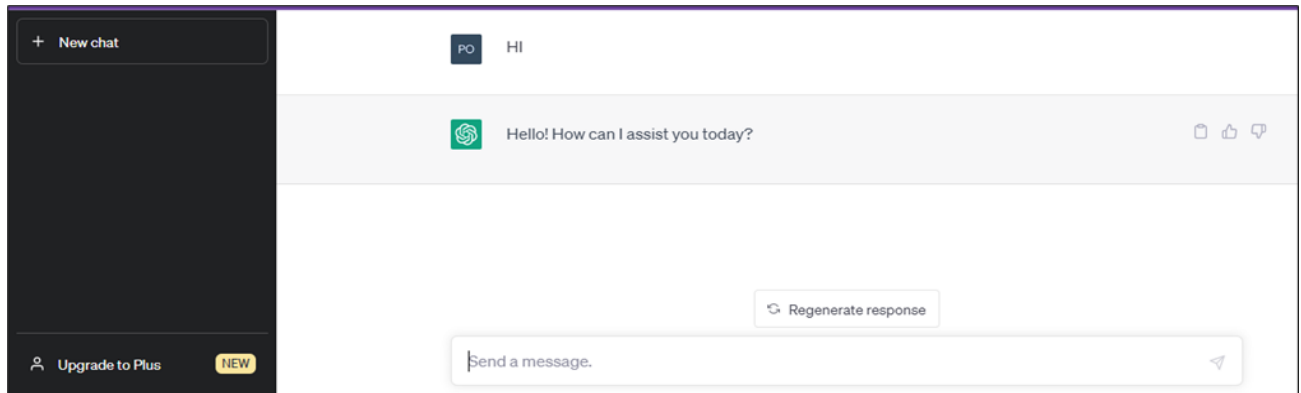 + New chat
PO HI
Hello! How can I assist you today?
Regenerate response
Send a message.
Upgrade to Plus NEW